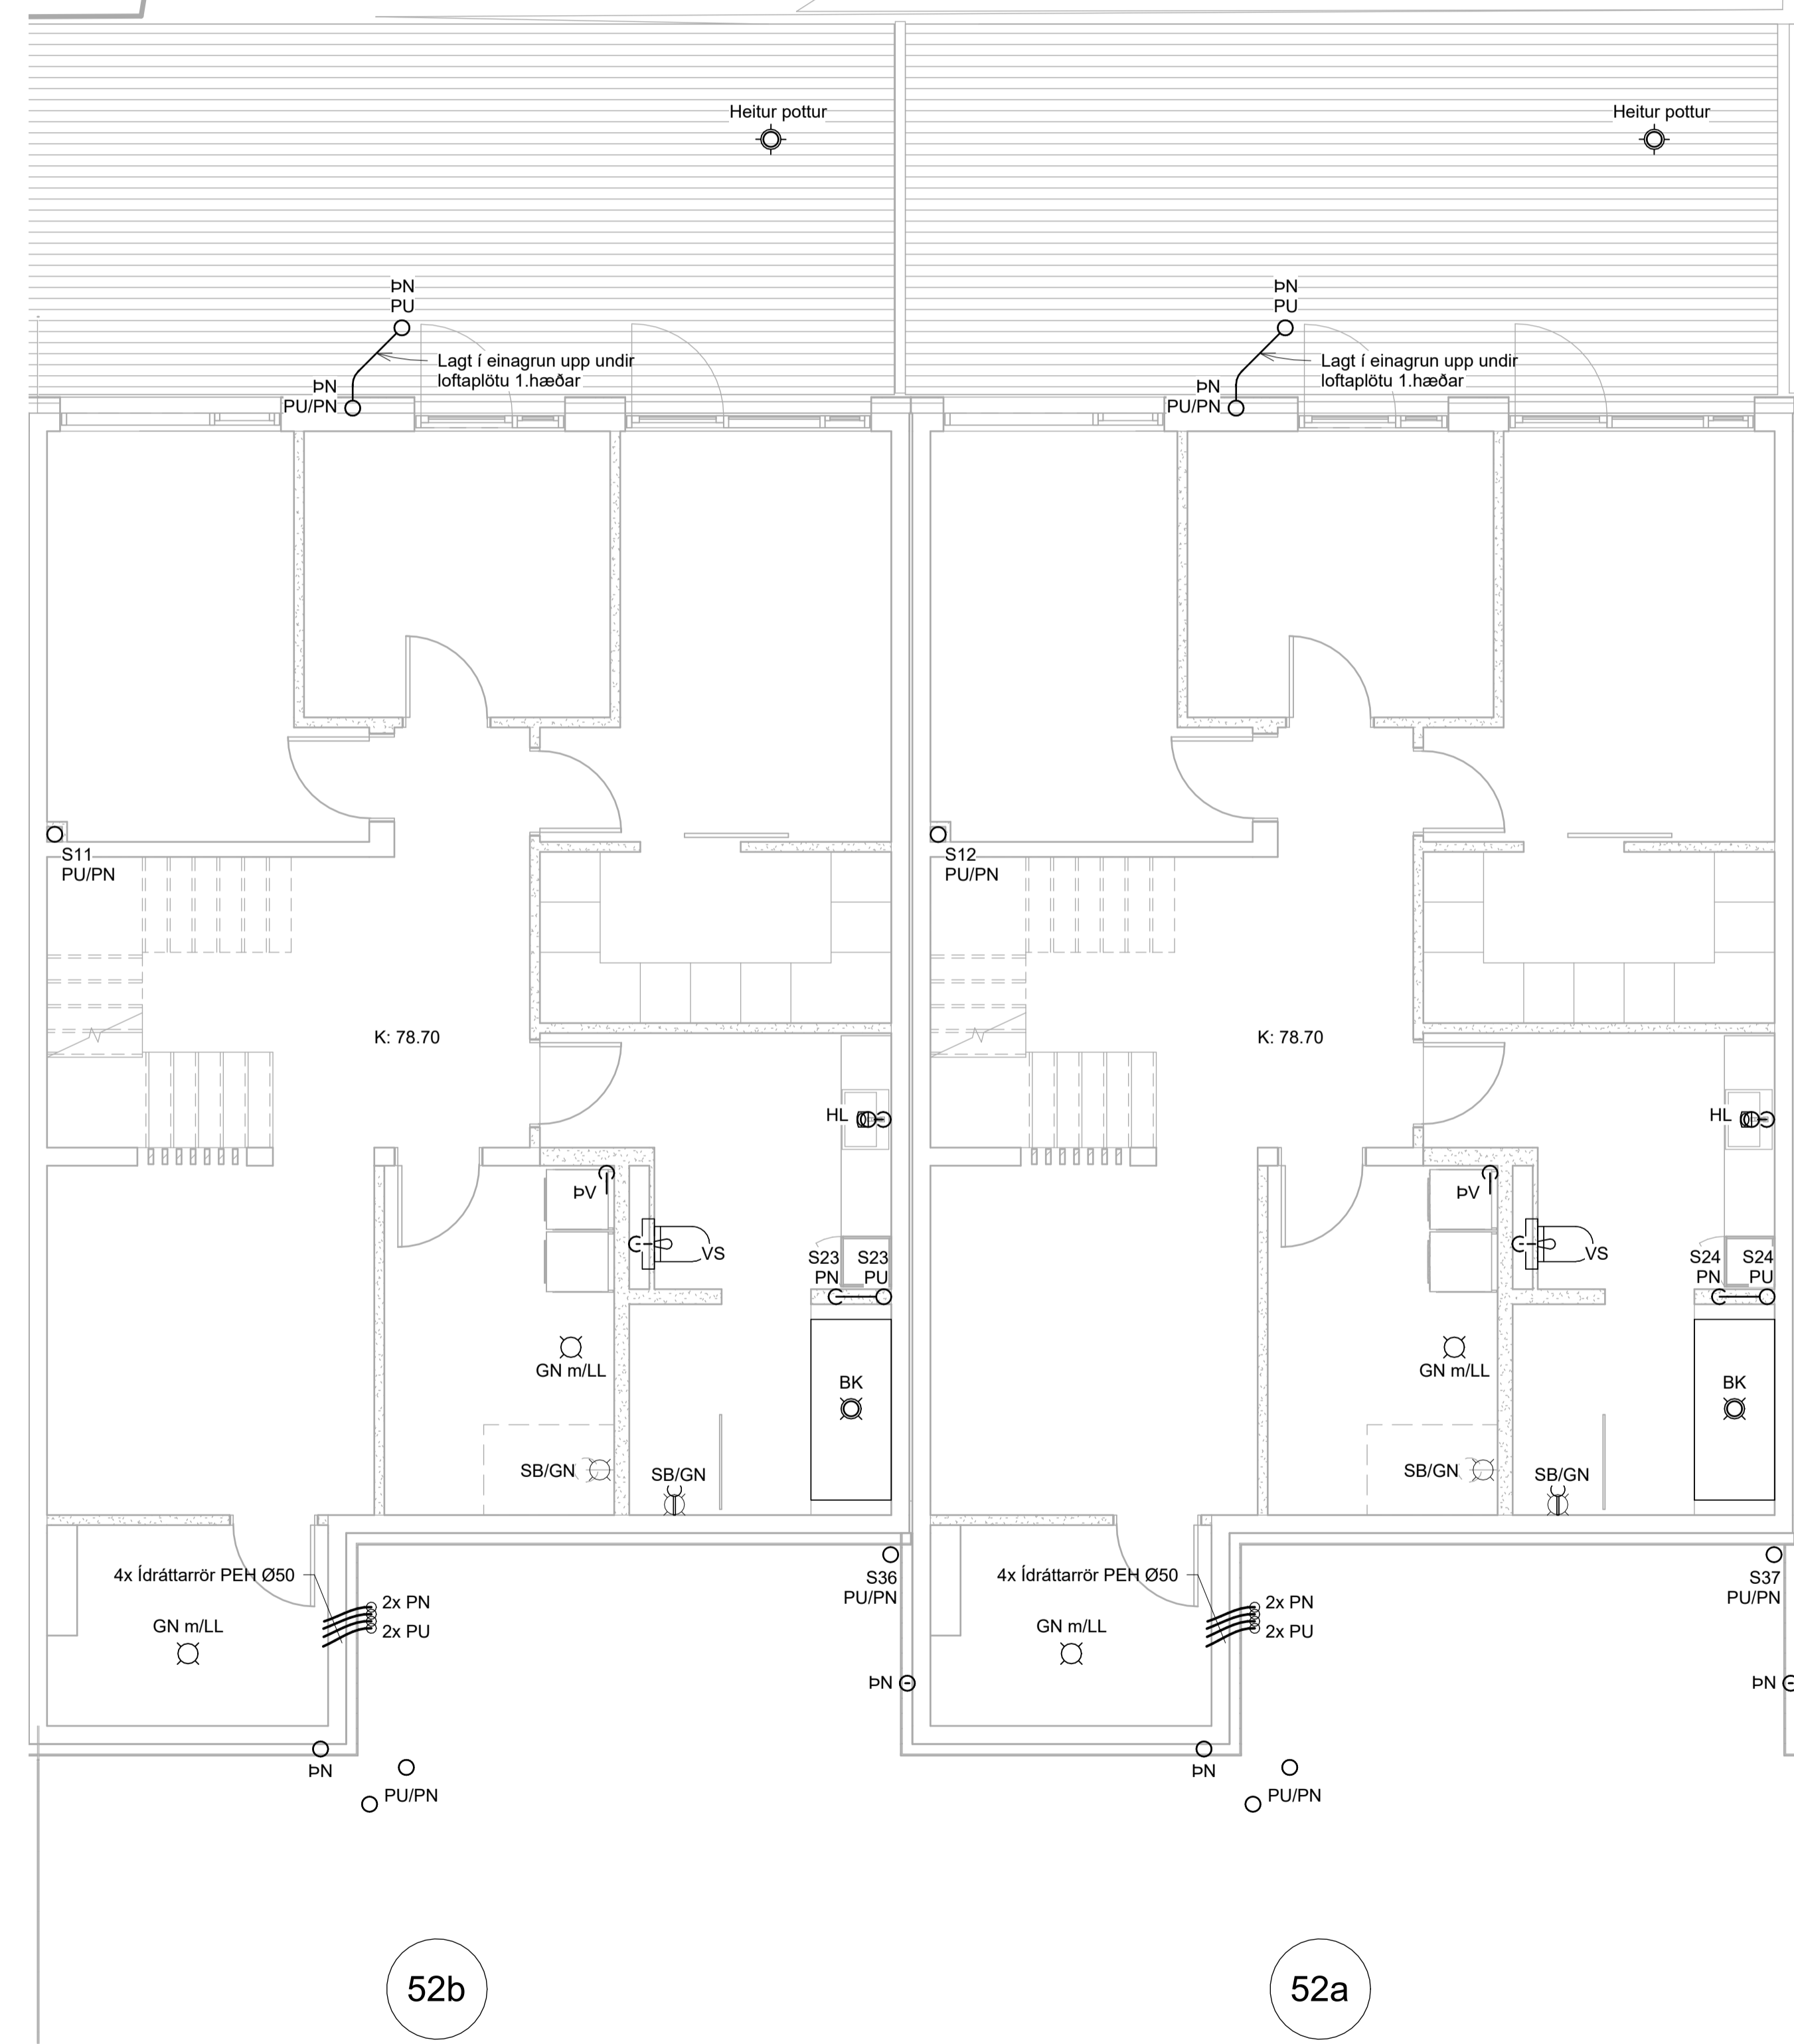 Heitur pottur
Heitur pottur
ÞN
PU
ÞN
PU
Lagt í einagrun upp undir
loftaplötu 1.hæðar
Lagt í einagrun upp undir
loftaplötu 1.hæðar
ÞN
PU/PN
ÞN
PU/PN
S11
PU/PN
S12
PU/PN
K: 78.70
K: 78.70
HL
HL
ÞV
ÞV
VS
VS
S23
PN
S23
PU
S24
PN
S24
PU
GN m/LL
GN m/LL
BK
BK
SB/GN
SB/GN
SB/GN
SB/GN
4x Ídráttarrör PEH Ø50
4x Ídráttarrör PEH Ø50
S36
PU/PN
S37
PU/PN
2x PN
2x PU
2x PN
2x PU
GN m/LL
GN m/LL
ÞN
ÞN
ÞN
ÞN
PU/PN
PU/PN
52b
52a